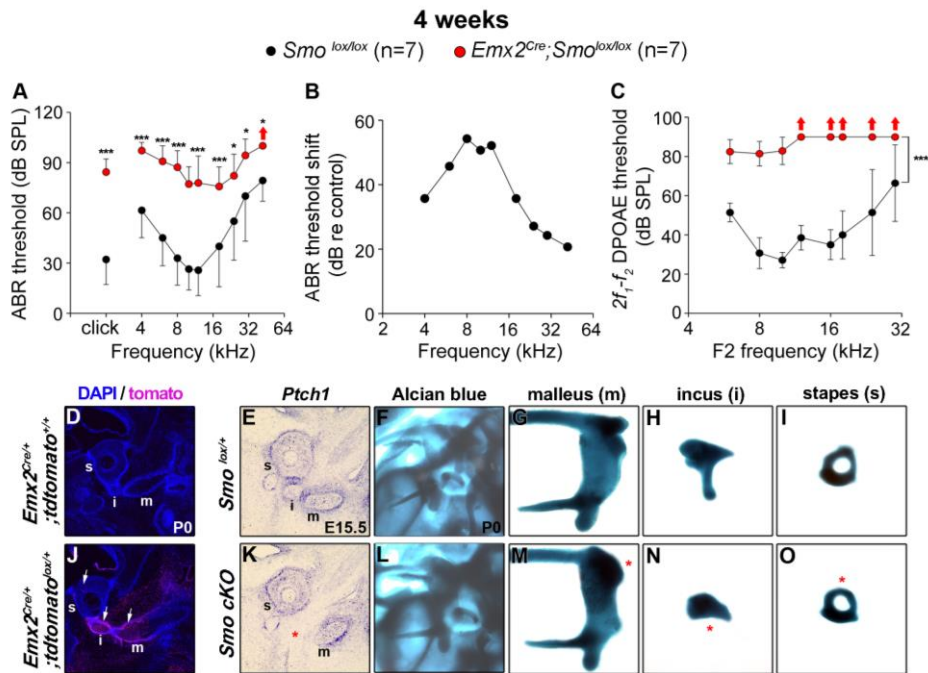 4 weeks
Smo lox/lox (n=7) Emx2Cre;Smolox/lox (n=7)
A B C
120 90 60 30 0
ABR threshold (dB SPL)
*** *** *** *** * * *** * *
click 4 8 16 32 64
Frequency (kHz)
60 40 20 0
ABR threshold shift
(dB re control)
2 4 8 16 32 64
Frequency (kHz)
100 80 60 40 20 0
2f1-f2 DPOAE threshold
(dB SPL)
***
4 8 16 32
F2 frequency (kHz)
DAPI / tomato Ptch1 Alcian blue malleus (m) incus (i) stapes (s)
Emx2Cre/+
;tdtomato+/+
D s i m P0
Smo lox/+
E s i m E15.5
F P0
G H I
Emx2Cre/+
;tdtomatolox/+
J s i m
Smo cKO
K s * m
L M * N * O *